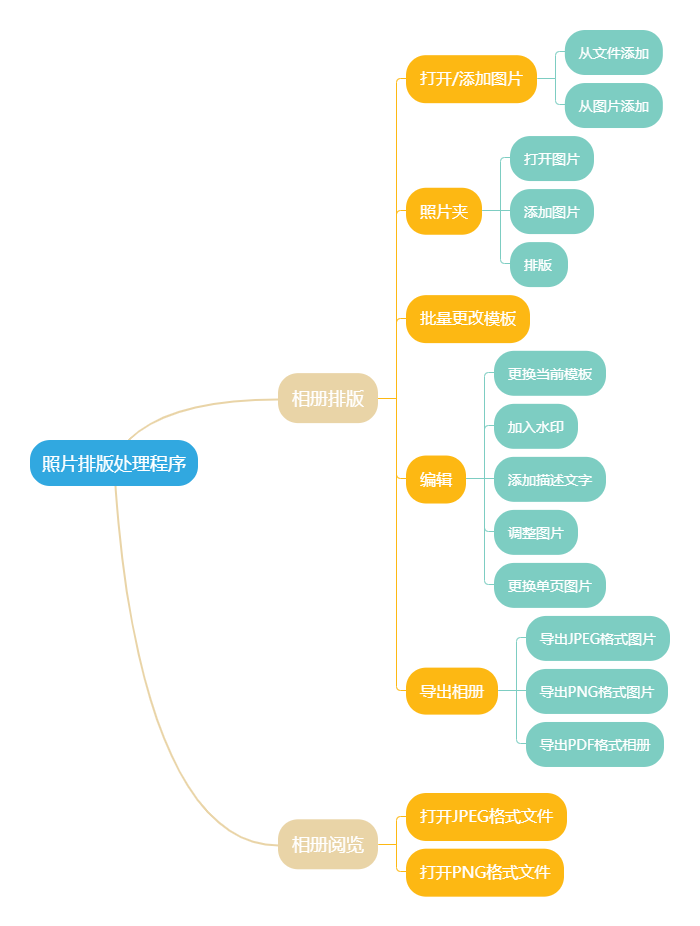 照片排版处理程序
相册排版
打开/添加图片
从文件添加
从图片添加
照片夹
打开图片
添加图片
排版
批量更改模板
编辑
更换当前模板
加入水印
添加描述文字
调整图片
更换单页图片
导出相册
导出JPEG格式图片
导出PNG格式图片
导出PDF格式相册
相册阅览
打开JPEG格式文件
打开PNG格式文件